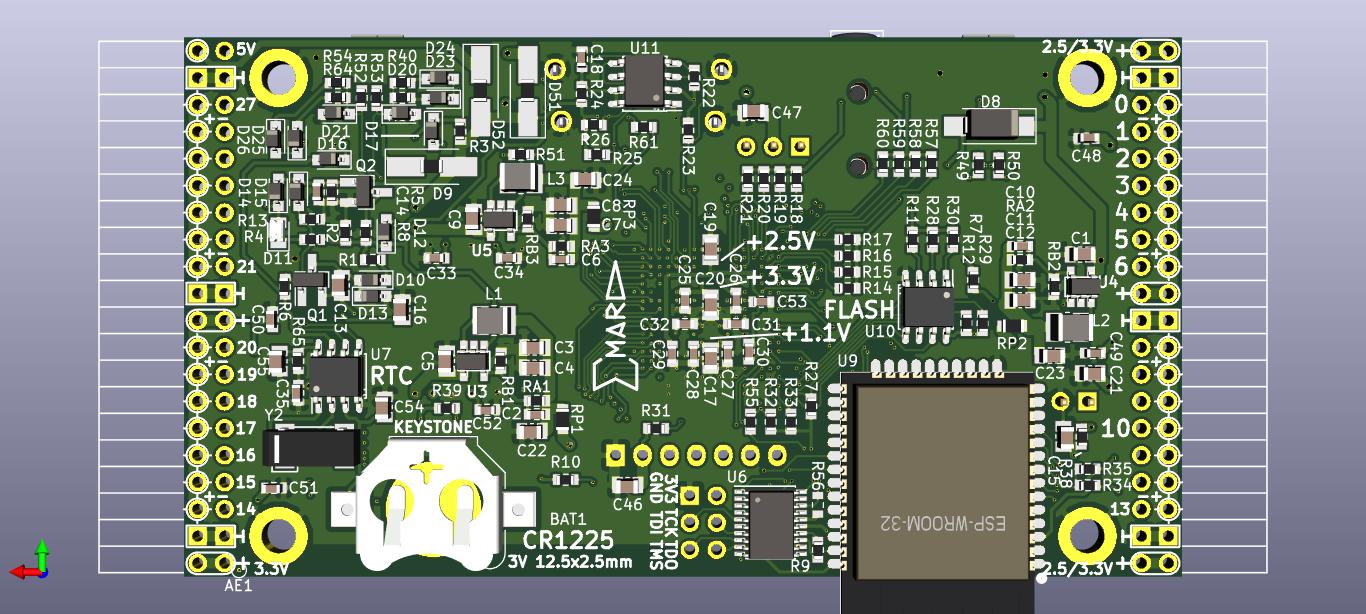 5V
27
21
20
19
18
17
16
15
14
3.3V
AE1
2.5/3.3V
0
1
2
3
4
5
6
10
13
2.5/3.3V
R54
R64
R52
R53
R40
D20
D24
D23
D21
D16
D17
D26
D25
Q2
D9
R3
D52
D51
D14
D15
R13
R4
D11
R2
R1
C14
R5
R8
D12
D10
D13
C33
C16
Q1
C13
R6
C50
R65
C55
C35
U7
RTC
Y2
C51
C54
KEYSTONE
BAT1
CR1225
3V 12.5x2.5mm
U11
C18
R24
R22
R26
R61
R25
R23
R51
L3
C24
C9
U5
RB3
C34
C8
C7
RP3
RA3
C6
L1
C5
U3
R39
C52
RB1
RA1
C2
C3
C4
C22
RP1
R10
R31
C46
MAR
C47
R21
R20
R19
R18
C19
+2.5V
C25
C20
C26
+3.3V
C53
C32
C31
+1.1V
C29
C28
C17
C27
C30
R55
R32
R33
R27
R17
R16
R15
R14
FLASH
U10
U9
R60
R59
R58
R57
D8
R49
R50
C48
R11
R28
R30
R7
R12
R29
C10
RA2
C11
C12
C1
RB2
U4
L2
RP2
C23
C49
C21
C15
R38
R35
R34
3V3 TCK TDO
GND TDI TMS
U6
R56
R9
ESP-WROOM-32